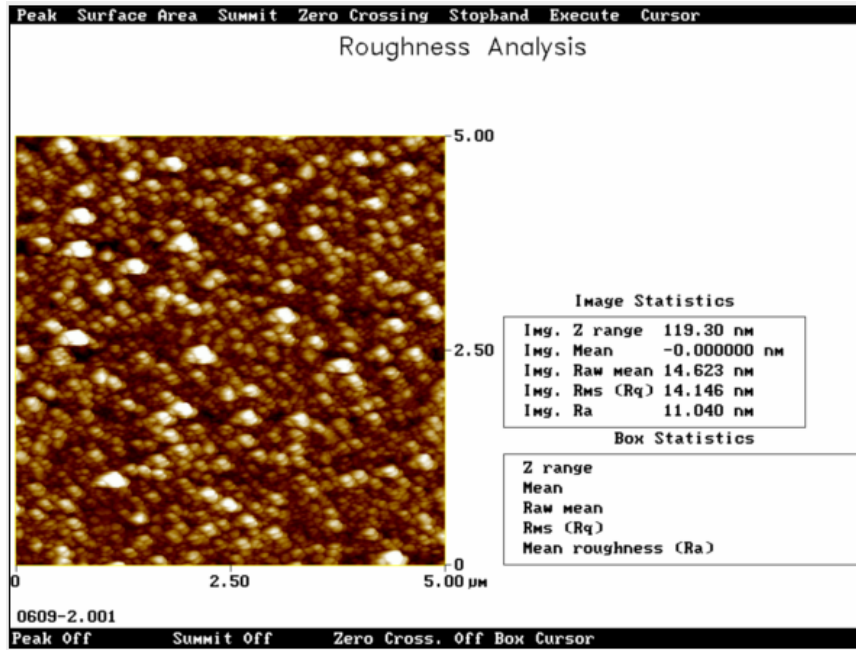 Peak Surface Area Summit Zero Crossing Stopband Execute Cursor
Roughness Analysis
5.00
2.50
0
0 2.50 5.00 µm
Image Statistics
Img. Z range 119.30 nm
Img. Mean -0.000000 nm
Img. Raw mean 14.623 nm
Img. Rms (Rq) 14.146 nm
Img. Ra 11.040 nm
Box Statistics
Z range
Mean
Raw mean
Rms (Rq)
Mean roughness (Ra)
0609-2.001
Peak Off Summit Off Zero Cross. Off Box Cursor